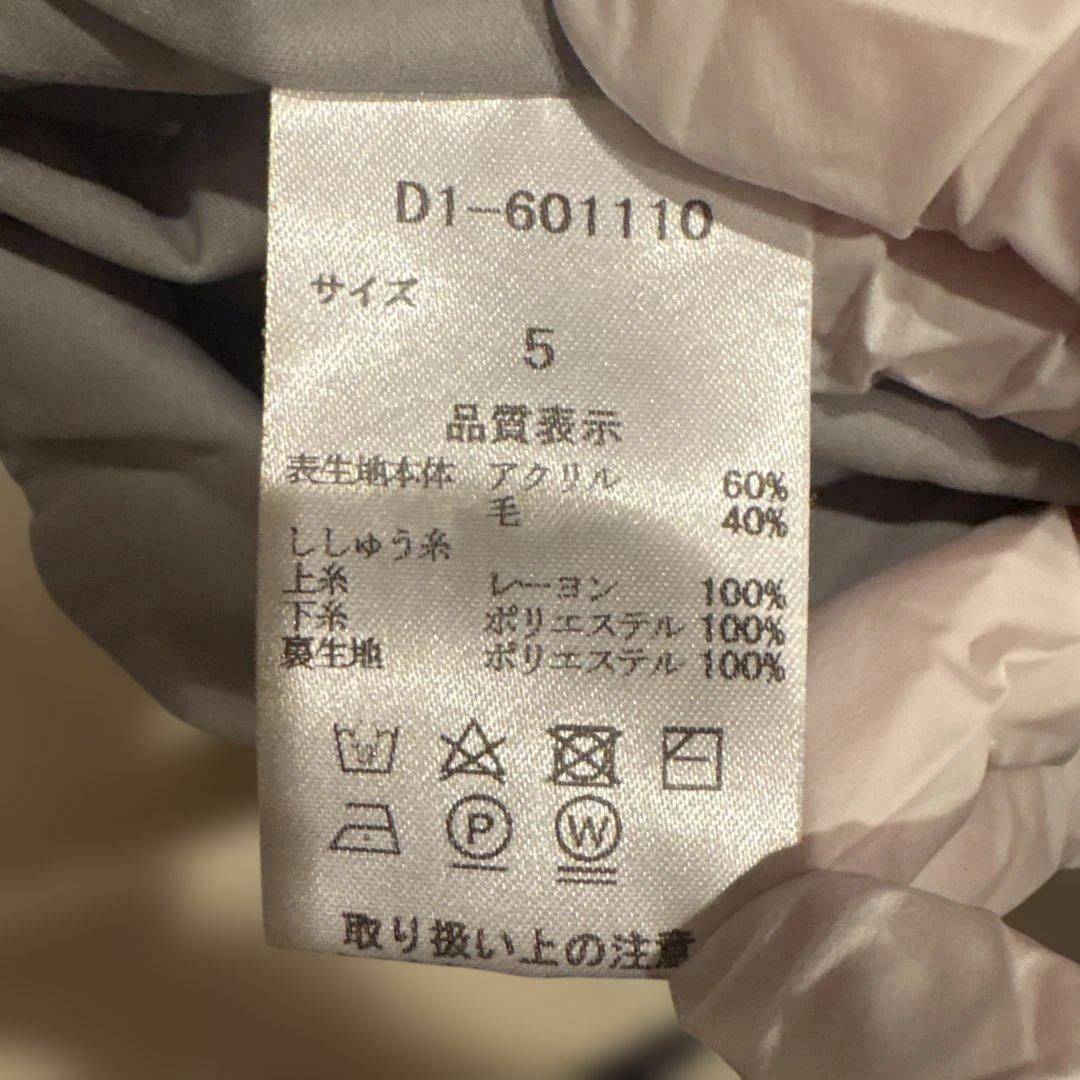 D1-601110
サイズ
5
品質表示
表生地本体 アクリル 60%
毛 40%
ししゅう糸
上糸 レーヨン 100%
下糸 ポリエステル 100%
裏生地 ポリエステル 100%
P W
取り扱い上の注意